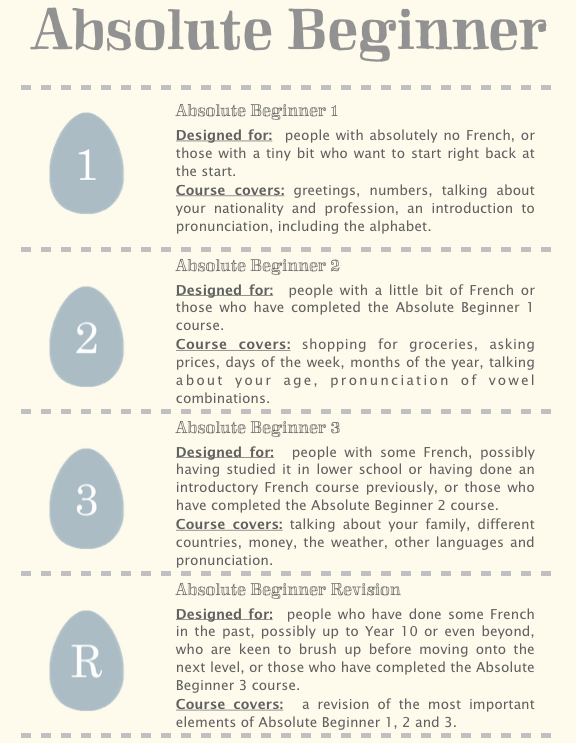 Absolute Beginner
1
Absolute Beginner 1
Designed for: people with absolutely no French, or
those with a tiny bit who want to start right back at
the start.
Course covers: greetings, numbers, talking about
your nationality and profession, an introduction to
pronunciation, including the alphabet.
2
Absolute Beginner 2
Designed for: people with a little bit of French or
those who have completed the Absolute Beginner 1
course.
Course covers: shopping for groceries, asking
prices, days of the week, months of the year, talking
about your age, pronunciation of vowel
combinations.
3
Absolute Beginner 3
Designed for: people with some French, possibly
having studied it in lower school or having done an
introductory French course previously, or those who
have completed the Absolute Beginner 2 course.
Course covers: talking about your family, different
countries, money, the weather, other languages and
pronunciation.
R
Absolute Beginner Revision
Designed for: people who have done some French
in the past, possibly up to Year 10 or even beyond,
who are keen to brush up before moving onto the
next level, or those who have completed the Absolute
Beginner 3 course.
Course covers: a revision of the most important
elements of Absolute Beginner 1, 2 and 3.